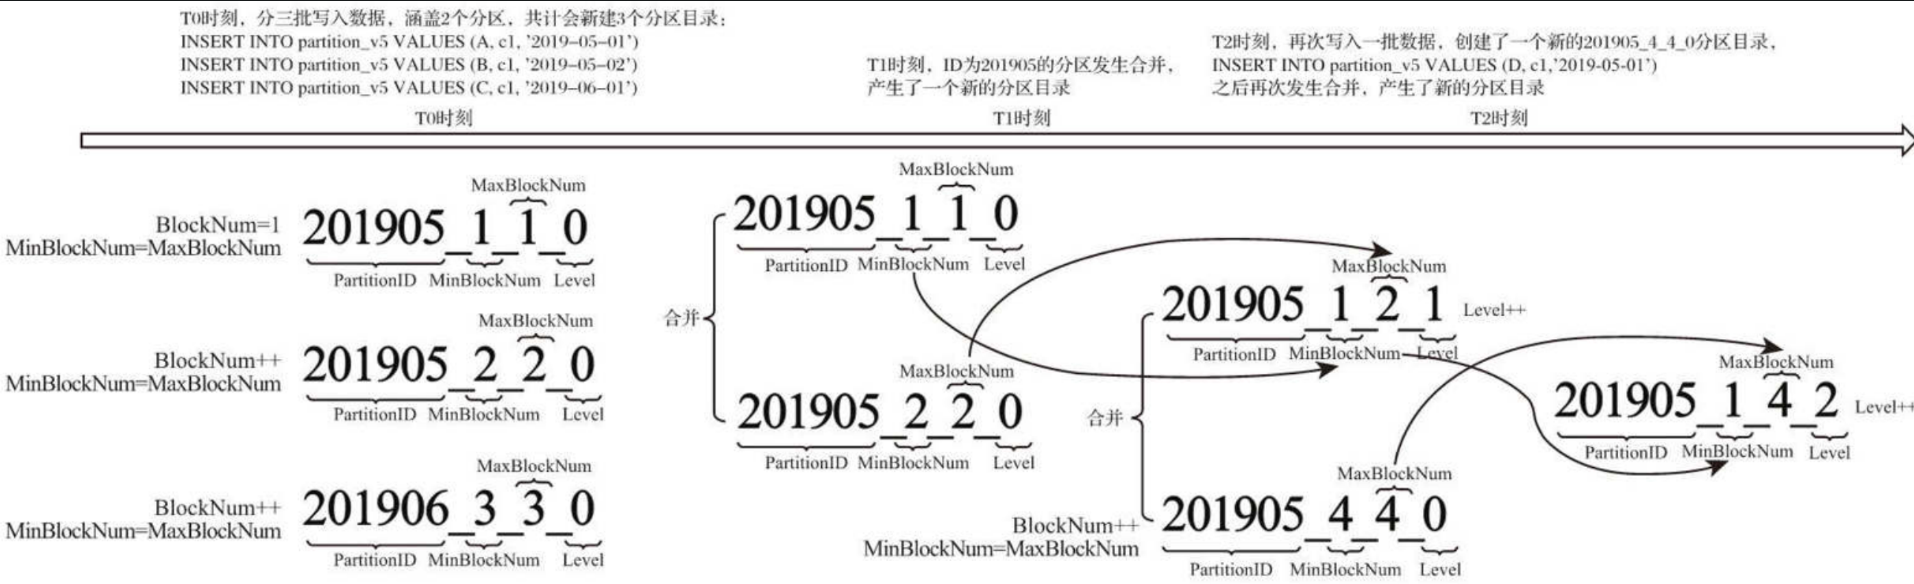 T0时刻，分三批写入数据，涵盖2个分区，共计会新建3个分区目录：
INSERT INTO partition_v5 VALUES (A, c1, '2019–05–01')
INSERT INTO partition_v5 VALUES (B, c1, '2019–05–02')
INSERT INTO partition_v5 VALUES (C, c1, '2019–06–01')
T0时刻
T1时刻，ID为201905的分区发生合并，
产生了一个新的分区目录
T1时刻
T2时刻，再次写入一批数据，创建了一个新的201905_4_4_0分区目录，
INSERT INTO partition_v5 VALUES (D, c1,'2019-05-01')
之后再次发生合并，产生了新的分区目录
T2时刻
MaxBlockNum
BlockNum=1
MinBlockNum=MaxBlockNum
201905_1_1_0
PartitionID MinBlockNum Level
MaxBlockNum
BlockNum++
MinBlockNum=MaxBlockNum
201905_2_2_0
PartitionID MinBlockNum Level
MaxBlockNum
BlockNum++
MinBlockNum=MaxBlockNum
201906_3_3_0
PartitionID MinBlockNum Level
合并
MaxBlockNum
201905_1_1_0
PartitionID MinBlockNum Level
MaxBlockNum
201905_2_2_0
PartitionID MinBlockNum Level
合并
MaxBlockNum
201905_1_2_1 Level++
PartitionID MinBlockNum Level
MaxBlockNum
BlockNum++
MinBlockNum=MaxBlockNum
201905_4_4_0
PartitionID MinBlockNum Level
MaxBlockNum
201905_1_4_2 Level++
PartitionID MinBlockNum Level